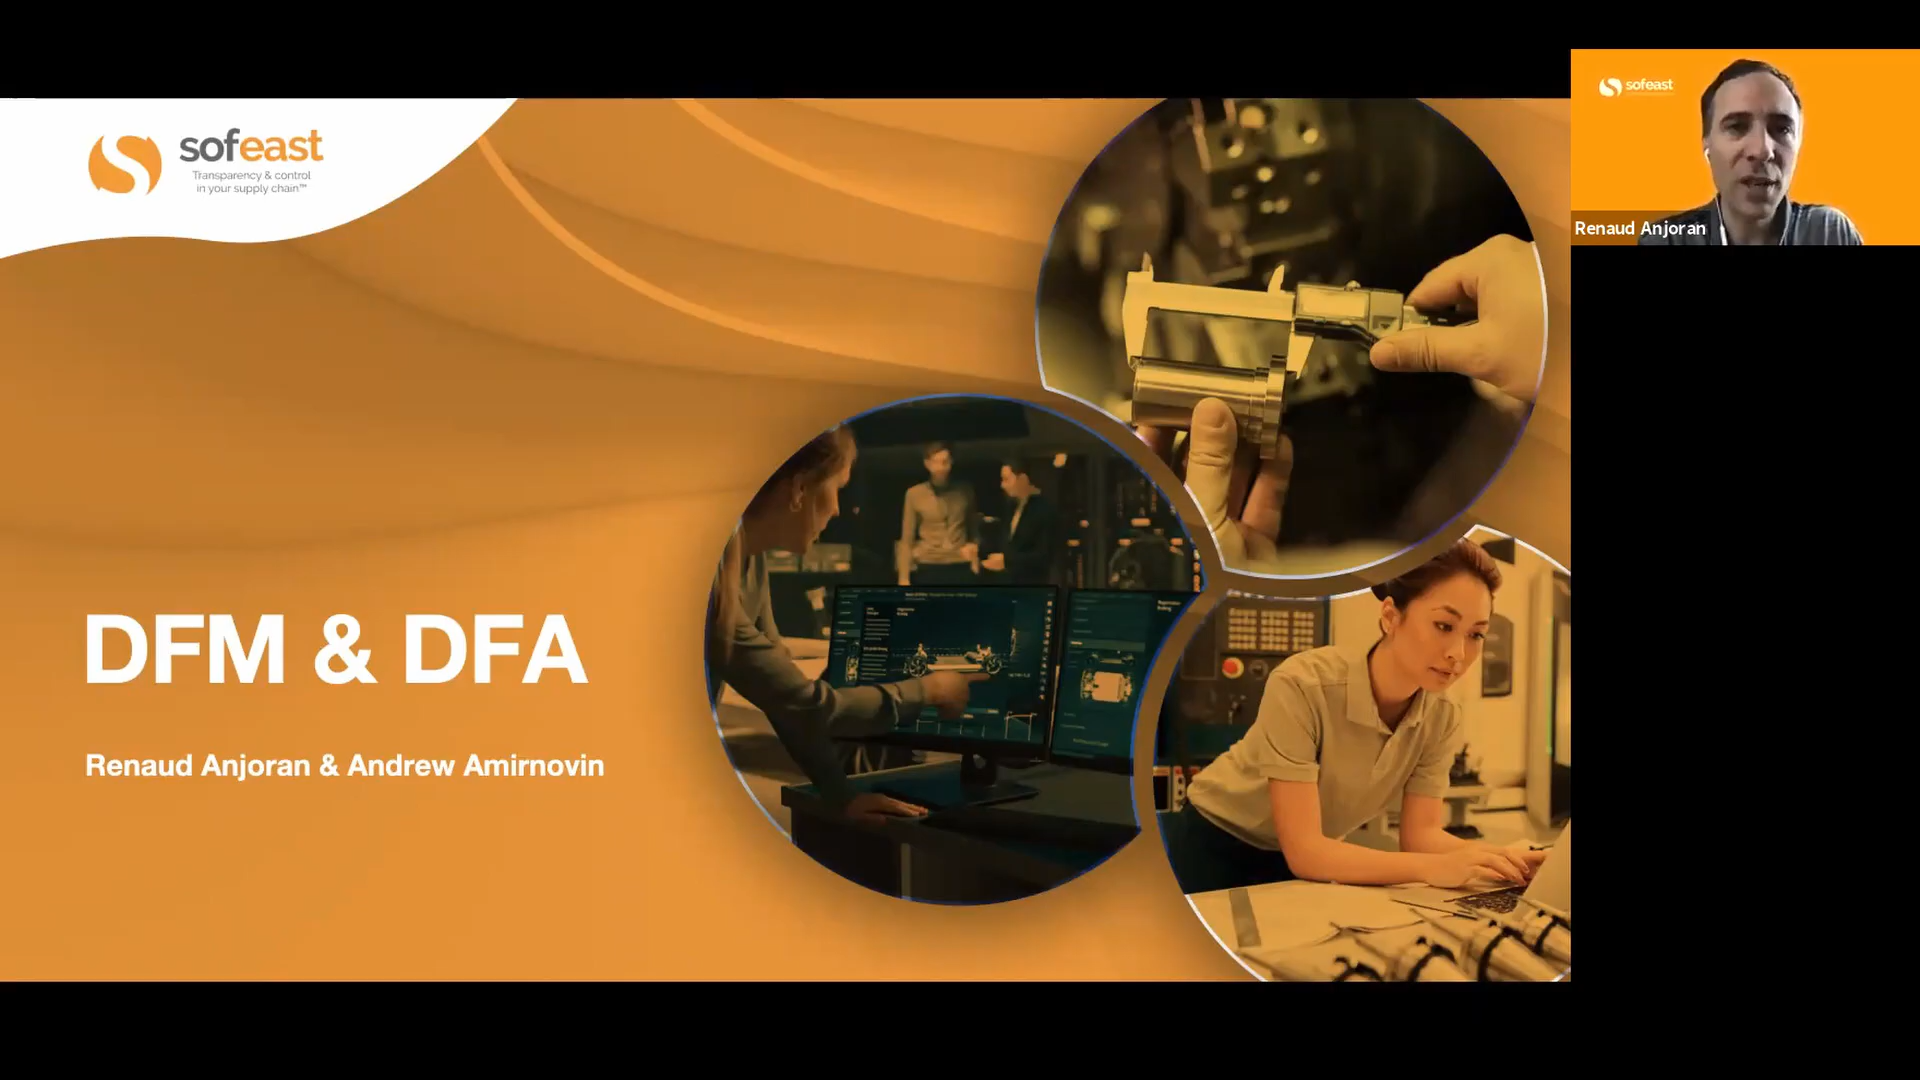 sofeast
Transparency & control
in your supply chain™
DFM & DFA
Renaud Anjoran & Andrew Amirnovin
sofeast
Renaud Anjoran